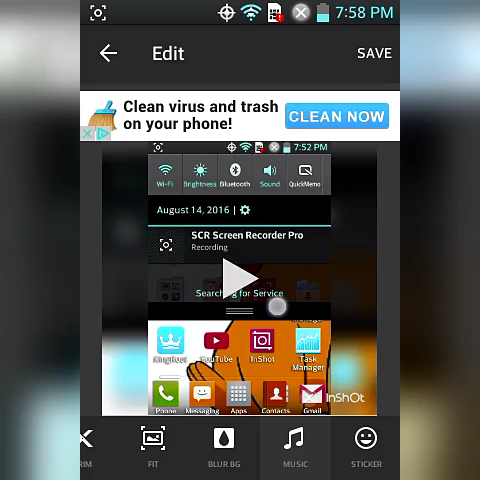 7:58 PM
Edit
SAVE
Clean virus and trash
on your phone!
CLEAN NOW
7:52 PM
Wi-Fi
Brightness
Bluetooth
Sound
QuickMemo
August 14, 2016 |
SCR Screen Recorder Pro
Recording
Searching for Service
KingRoot
YouTube
InShot
Task
Manager
Phone
Messaging
Apps
Contacts
Gmail
InShOt
RIM
FIT
BLUR BG
MUSIC
STICKER